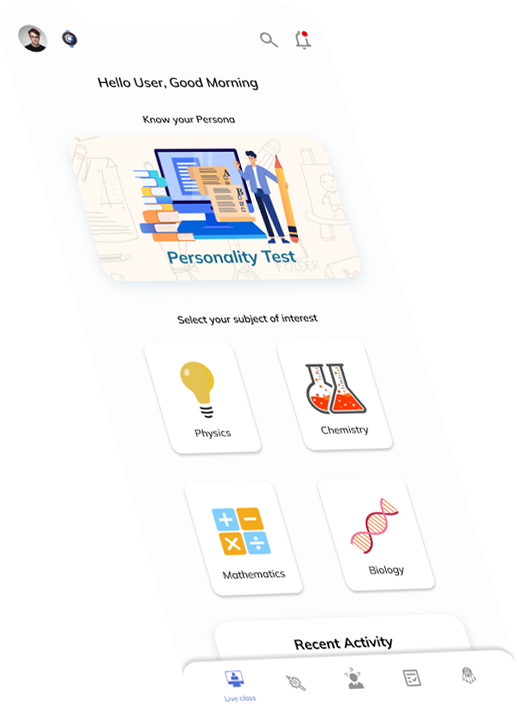 Hello User, Good Morning
Know your Persona
A
B
C
Personality Test
Select your subject of interest
Physics
Chemistry
Mathematics
Biology
Recent Activity
Live class